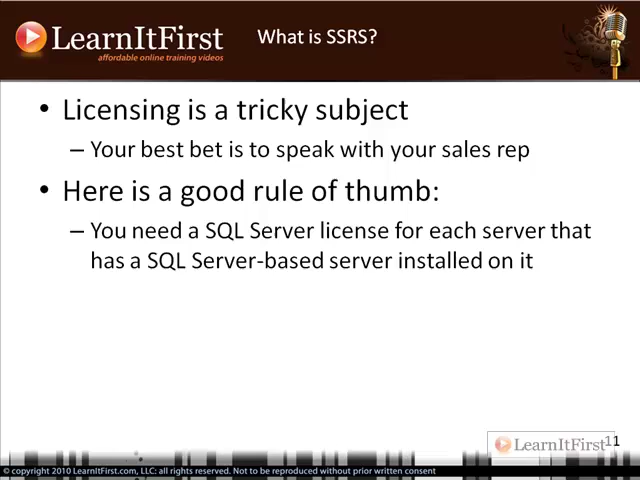 LearnItFirst
affordable online training videos
What is SSRS?
• Licensing is a tricky subject
– Your best bet is to speak with your sales rep
• Here is a good rule of thumb:
– You need a SQL Server license for each server that
has a SQL Server-based server installed on it
LearnItFirst
11
© copyright 2010 LearnItFirst.com, LLC: all rights reserved. Not to be reproduced without prior written consent